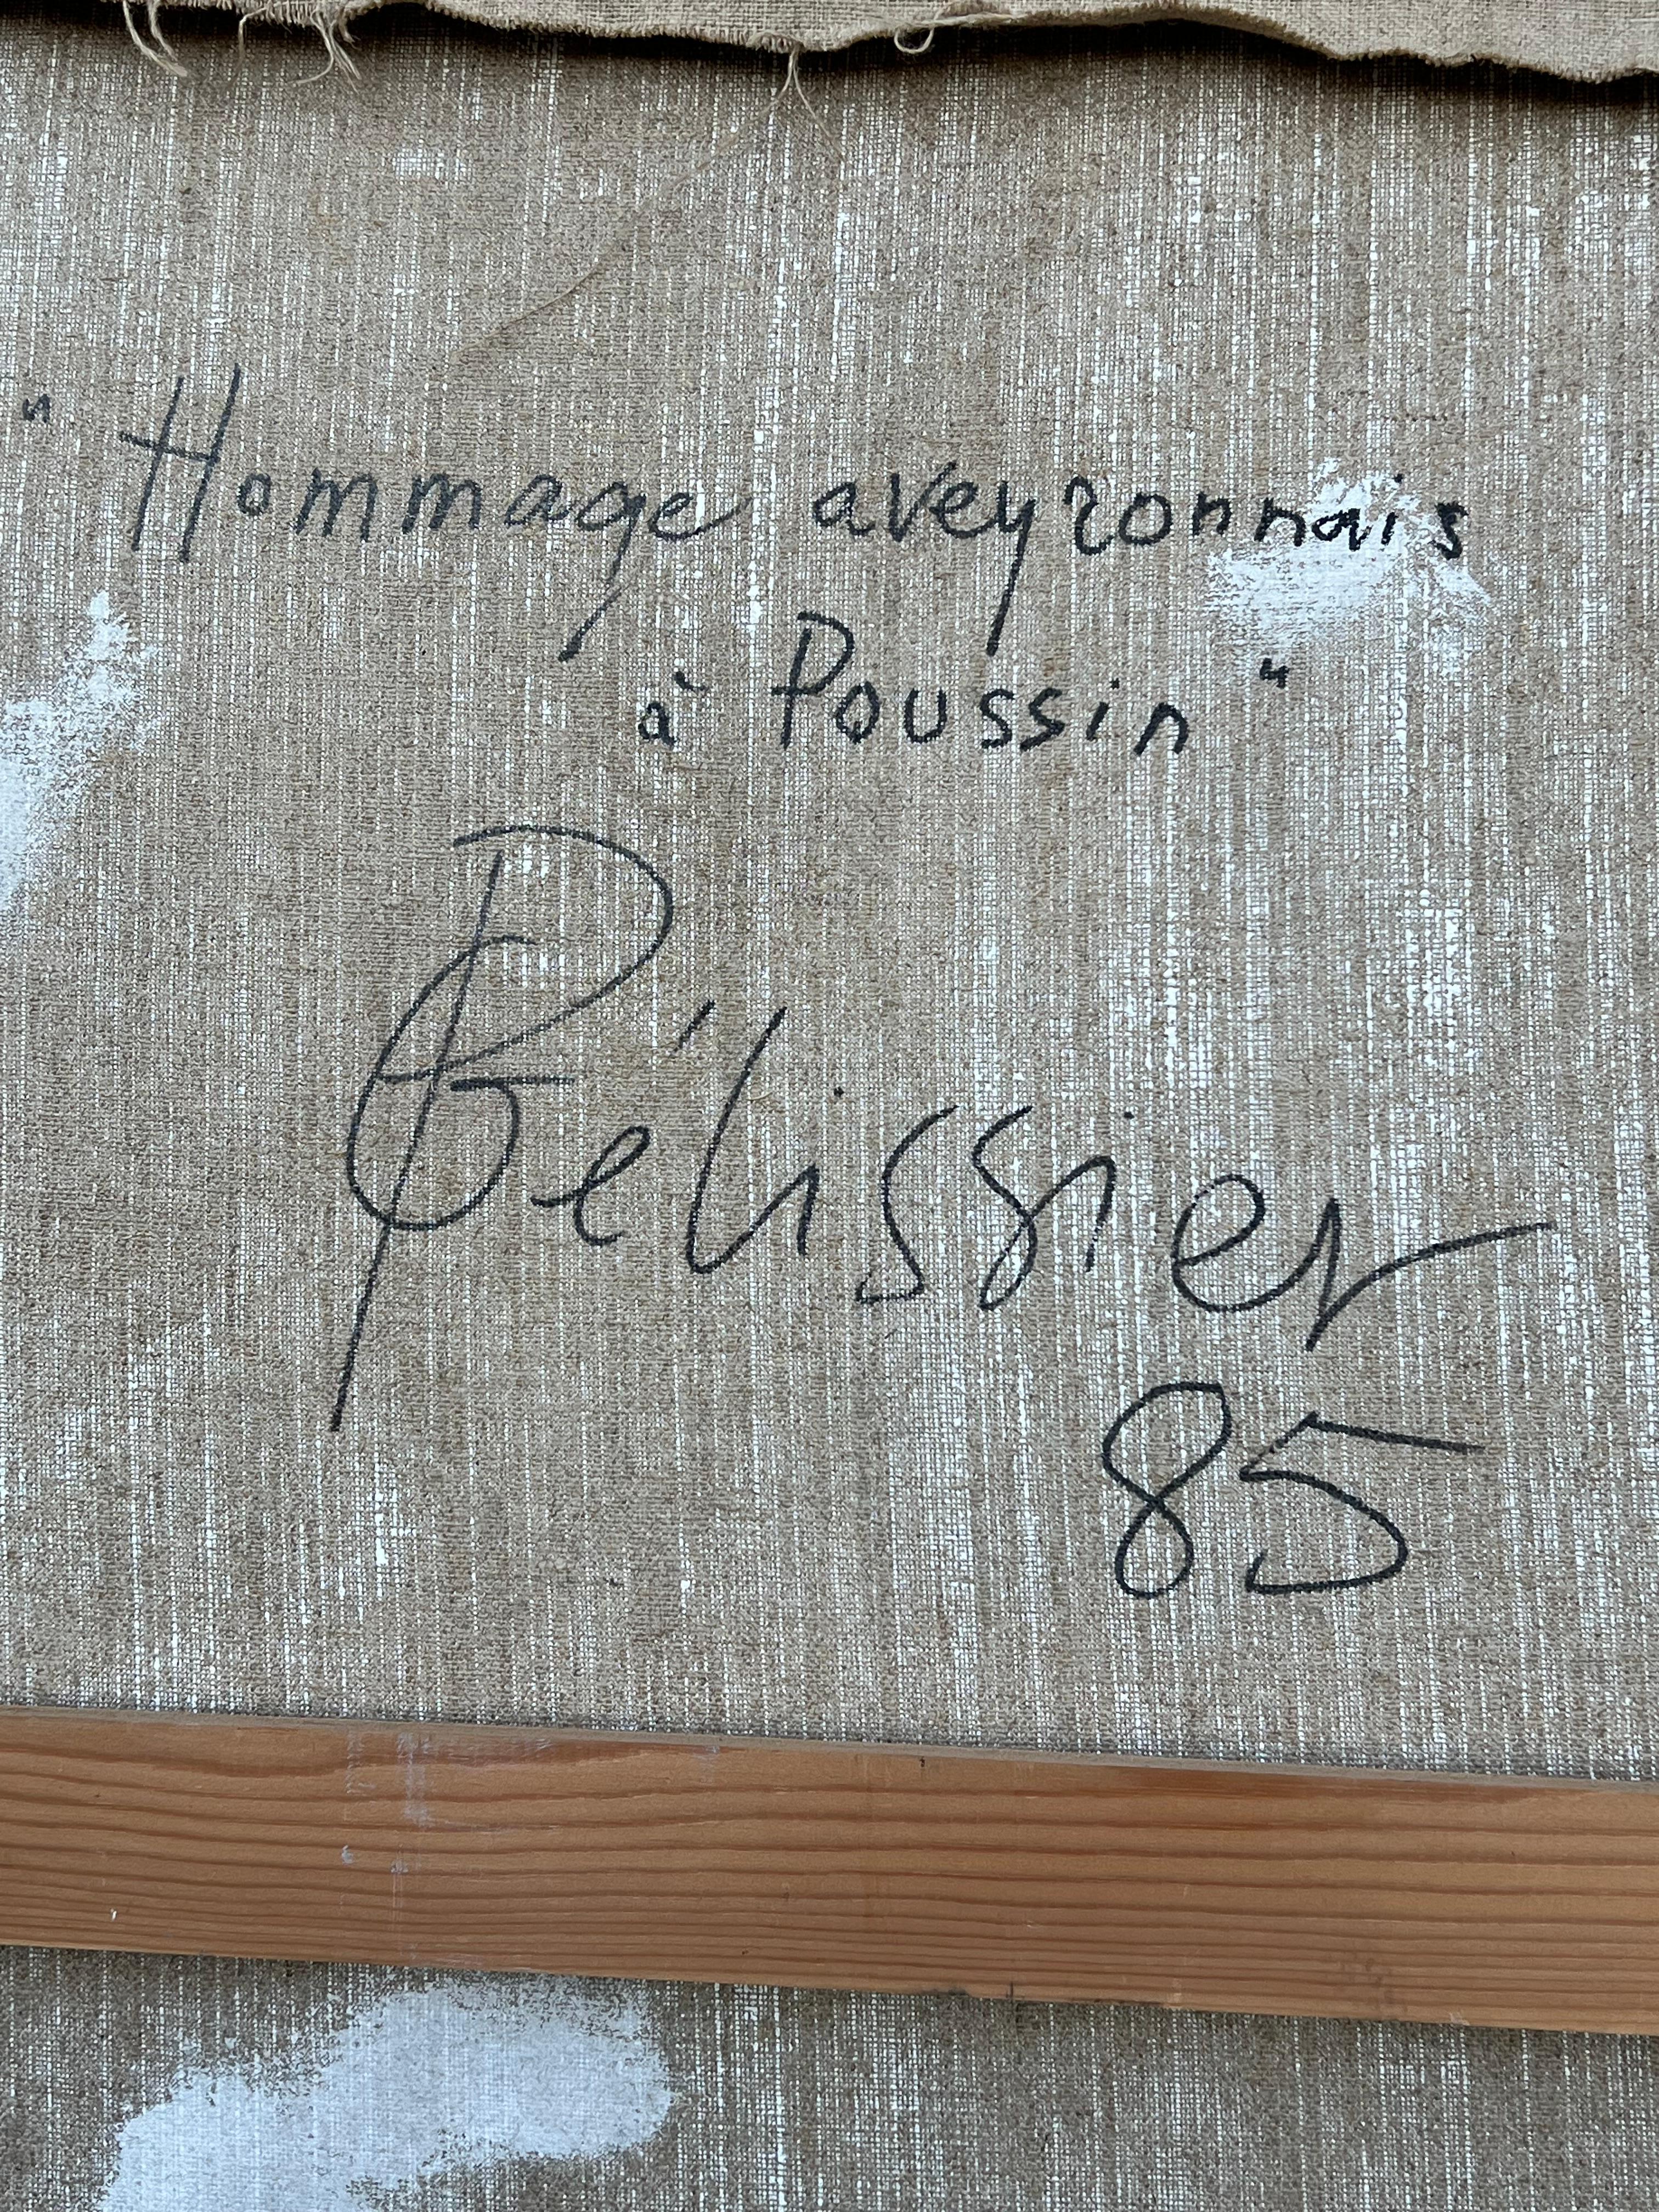 "Hommage aveyronnais
à Poussin"
Pélissier
85